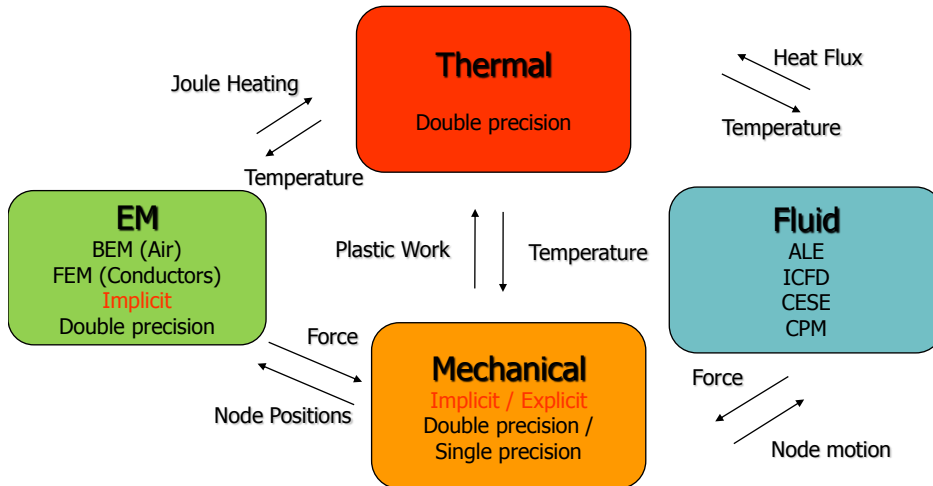 Thermal
Double precision
Joule Heating
Temperature
Heat Flux
Temperature
EM
BEM (Air)
FEM (Conductors)
Implicit
Double precision
Plastic Work
Temperature
Fluid
ALE
ICFD
CESE
CPM
Force
Node Positions
Mechanical
Implicit / Explicit
Double precision /
Single precision
Force
Node motion